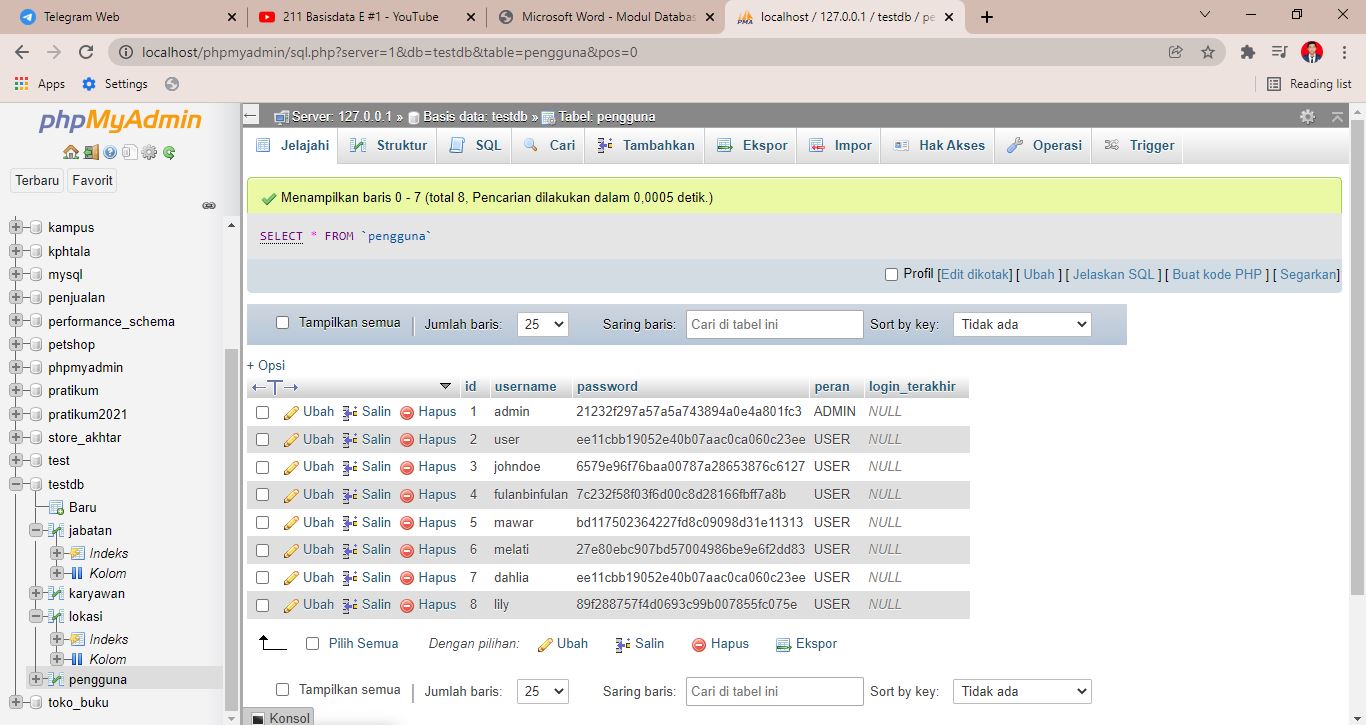 Telegram Web
211 Basisdata E #1 - YouTube
Microsoft Word - Modul Databas
localhost / 127.0.0.1 / testdb / pe
localhost/phpmyadmin/sql.php?server=1&db=testdb&table=pengguna&pos=0
Apps
Settings
Reading list
phpMyAdmin
Terbaru
Favorit
kampus
kphtala
mysql
penjualan
performance_schema
petshop
phpmyadmin
pratikum
pratikum2021
store_akhtar
test
testdb
Baru
jabatan
Indeks
Kolom
karyawan
lokasi
Indeks
Kolom
pengguna
toko_buku
Server: 127.0.0.1 » Basis data: testdb » Tabel: pengguna
Jelajahi Struktur SQL Cari Tambahkan Ekspor Impor Hak Akses Operasi Trigger
Menampilkan baris 0 - 7 (total 8, Pencarian dilakukan dalam 0,0005 detik.)
SELECT * FROM `pengguna`
Profil [Edit dikotak] [ Ubah ] [ Jelaskan SQL ] [ Buat kode PHP ] [ Segarkan]
Tampilkan semua | Jumlah baris: 25 Saring baris: Cari di tabel ini Sort by key: Tidak ada
+ Opsi
←T→ id username password peran login_terakhir
Ubah Salin Hapus 1 admin 21232f297a57a5a743894a0e4a801fc3 ADMIN NULL
Ubah Salin Hapus 2 user ee11cbb19052e40b07aac0ca060c23ee USER NULL
Ubah Salin Hapus 3 johndoe 6579e96f76baa00787a28653876c6127 USER NULL
Ubah Salin Hapus 4 fulanbinfulan 7c232f58f03f6d00c8d28166fbff7a8b USER NULL
Ubah Salin Hapus 5 mawar bd117502364227fd8c09098d31e11313 USER NULL
Ubah Salin Hapus 6 melati 27e80ebc907bd57004986be9e6f2dd83 USER NULL
Ubah Salin Hapus 7 dahlia ee11cbb19052e40b07aac0ca060c23ee USER NULL
Ubah Salin Hapus 8 lily 89f288757f4d0693c99b007855fc075e USER NULL
Pilih Semua Dengan pilihan: Ubah Salin Hapus Ekspor
Tampilkan semua | Jumlah baris: 25 Saring baris: Cari di tabel ini Sort by key: Tidak ada
Konsol